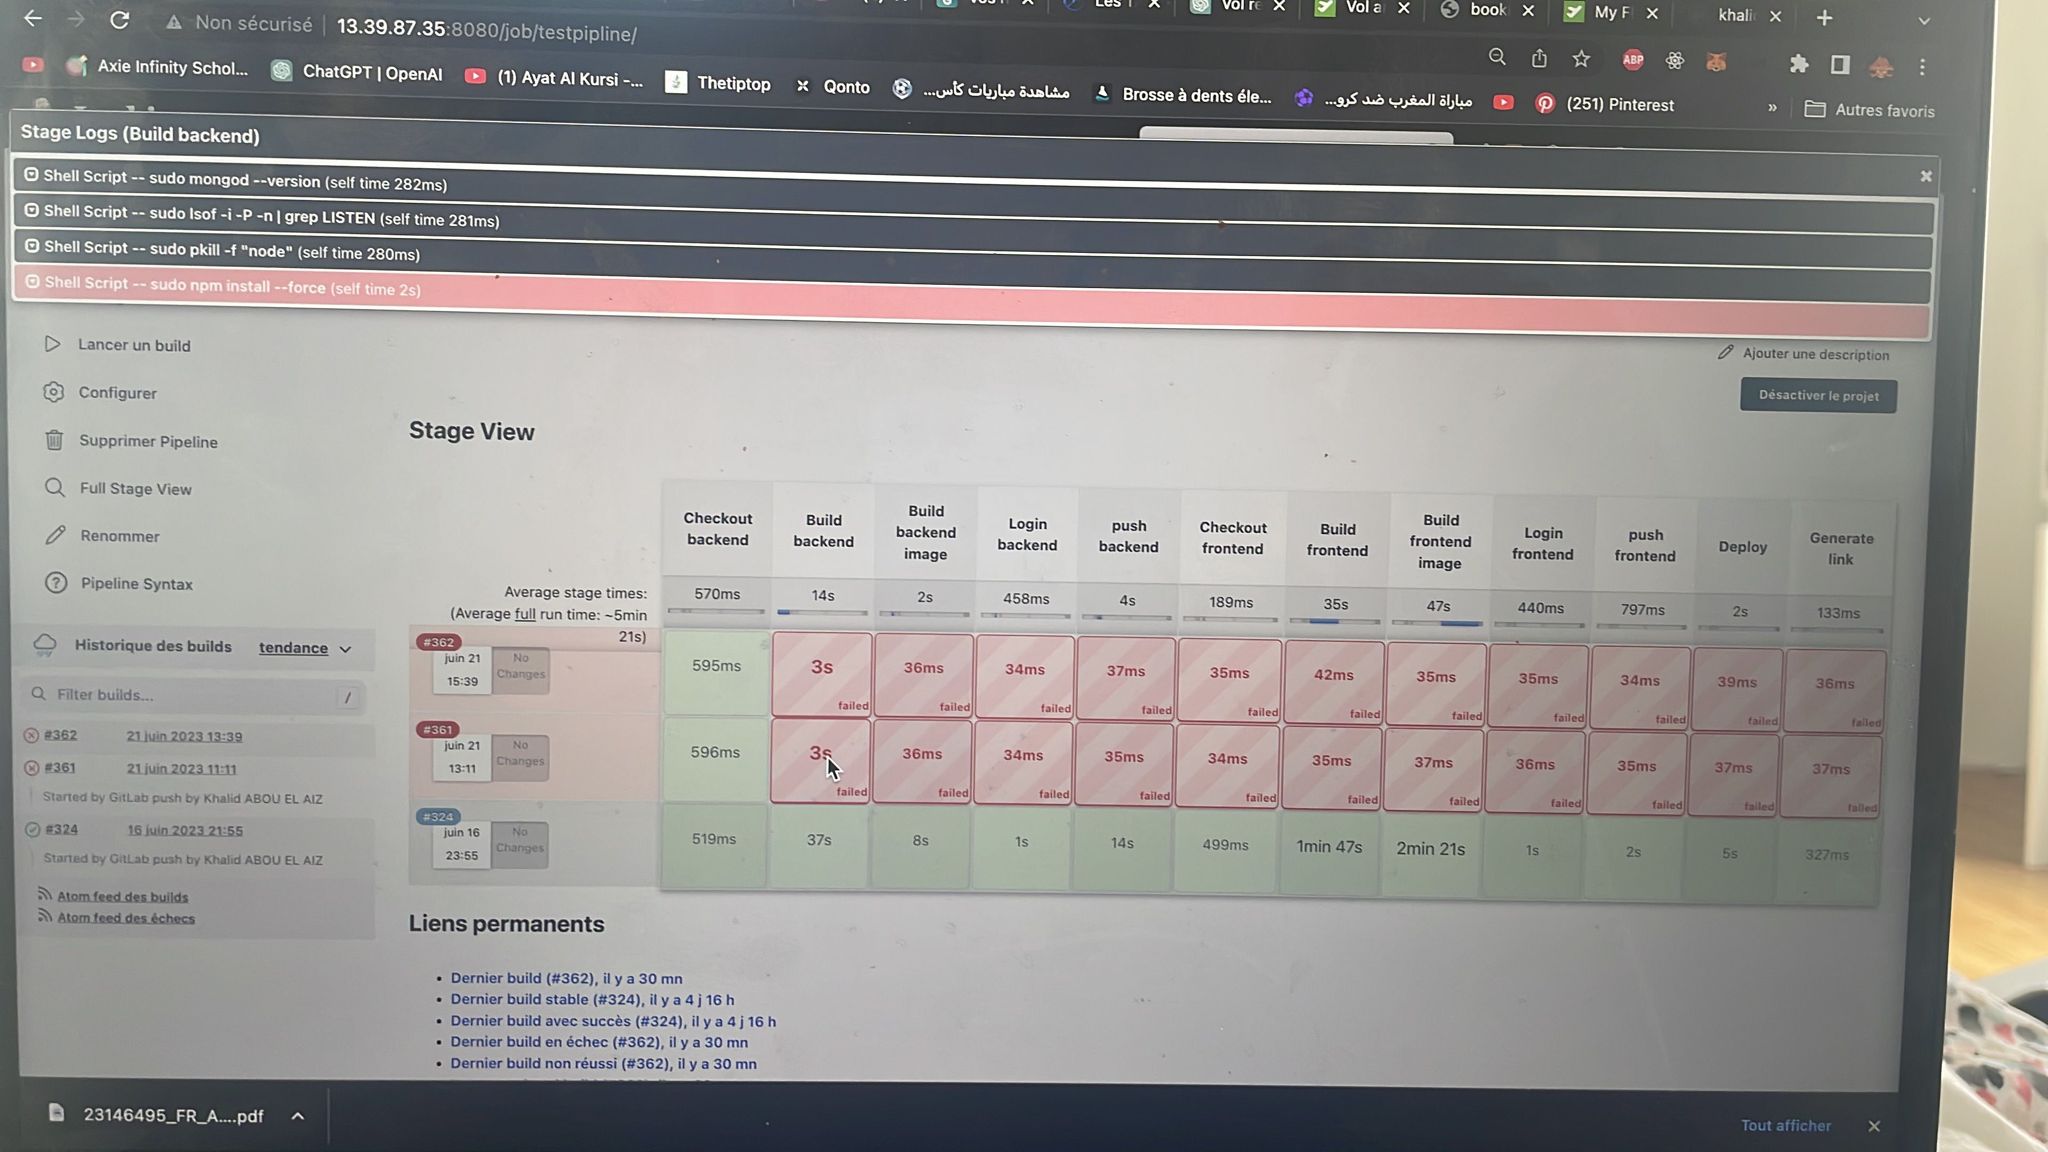 Les
Vol re
Vol a
book
My F
khali
Non sécurisé
13.39.87.35:8080/job/testpipline/
ABP
Axie Infinity Schol...
ChatGPT | OpenAI
(1) Ayat Al Kursi -...
Thetiptop
Qonto
مشاهدة مباريات كأس...
Brosse à dents éle...
مباراة المغرب ضد كرو...
(251) Pinterest
»
Autres favoris
Stage Logs (Build backend)
Shell Script -- sudo mongod --version (self time 282ms)
Shell Script -- sudo lsof -i -P -n | grep LISTEN (self time 281ms)
Shell Script -- sudo pkill -f "node" (self time 280ms)
Shell Script -- sudo npm install --force (self time 2s)
Lancer un build
Configurer
Supprimer Pipeline
Full Stage View
Renommer
Pipeline Syntax
Ajouter une description
Désactiver le projet
Stage View
Checkout backend
Build backend
Build backend image
Login backend
push backend
Checkout frontend
Build frontend
Build frontend image
Login frontend
push frontend
Deploy
Generate link
Average stage times:
(Average full run time: ~5min
21s)
570ms 14s 2s 458ms 4s 189ms 35s 47s 440ms 797ms 2s 133ms
#362
juin 21
15:39
No Changes
595ms 3s 36ms 34ms 37ms 35ms 42ms 35ms 35ms 34ms 39ms 36ms
failed failed failed failed failed failed failed failed failed failed failed
#361
juin 21
13:11
No Changes
596ms 3s 36ms 34ms 35ms 34ms 35ms 37ms 36ms 35ms 37ms 37ms
failed failed failed failed failed failed failed failed failed failed failed
#324
juin 16
23:55
No Changes
519ms 37s 8s 1s 14s 499ms 1min 47s 2min 21s 1s 2s 5s 327ms
Historique des builds tendance
Filter builds... /
#362 21 juin 2023 13:39
#361 21 juin 2023 11:11
Started by GitLab push by Khalid ABOU EL AIZ
#324 16 juin 2023 21:55
Started by GitLab push by Khalid ABOU EL AIZ
Atom feed des builds
Atom feed des échecs
Liens permanents
Dernier build (#362), il y a 30 mn
Dernier build stable (#324), il y a 4 j 16 h
Dernier build avec succès (#324), il y a 4 j 16 h
Dernier build en échec (#362), il y a 30 mn
Dernier build non réussi (#362), il y a 30 mn
23146495_FR_A....pdf
Tout afficher